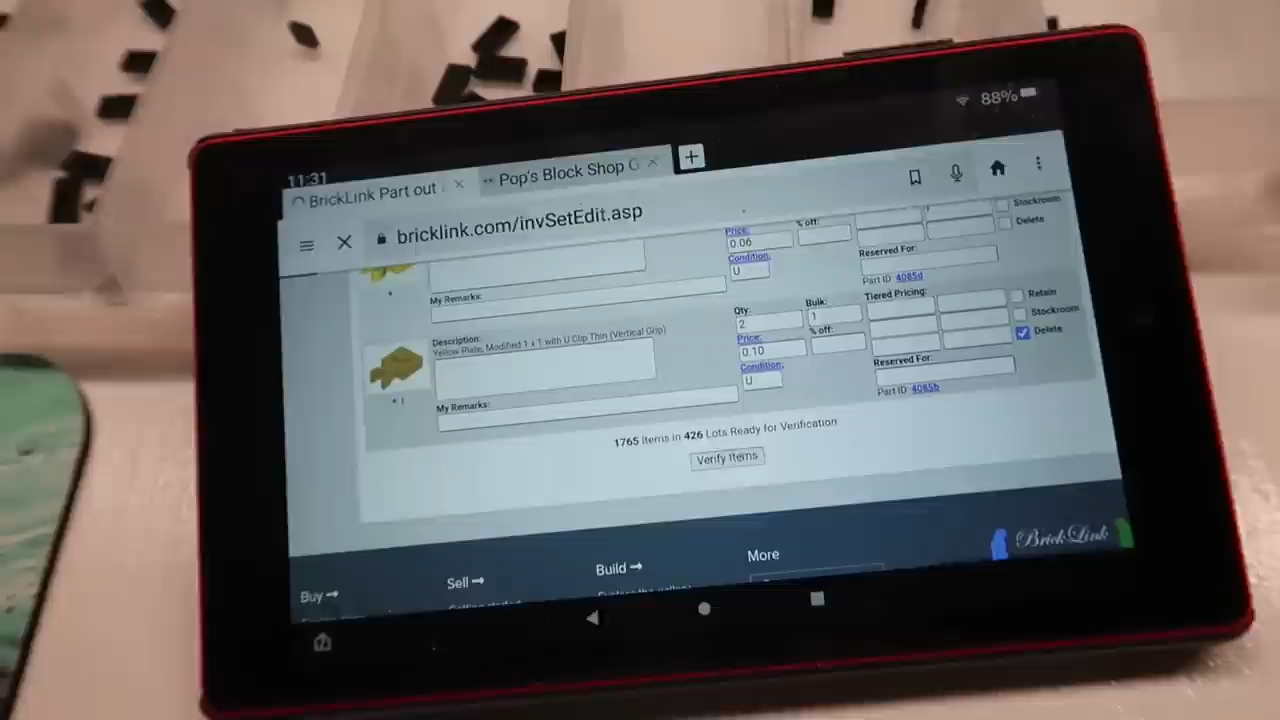 11:31
88%
BrickLink Part out
Pop's Block Shop
bricklink.com/invSetEdit.asp
Price:
0.06
% off:
Stockroom
Delete
Condition:
U
Reserved For:
Part ID: 4085d
My Remarks:
Description:
Yellow Plate, Modified 1 x 1 with U Clip Thin (Vertical Grip)
Qty:
2
Bulk:
1
Tiered Pricing:
Retain
Stockroom
Delete
Price:
0.10
% off:
Condition:
U
Reserved For:
Part ID: 4085b
My Remarks:
1765 Items in 426 Lots Ready for Verification
Verify Items
Buy
Sell
Build
More
BrickLink